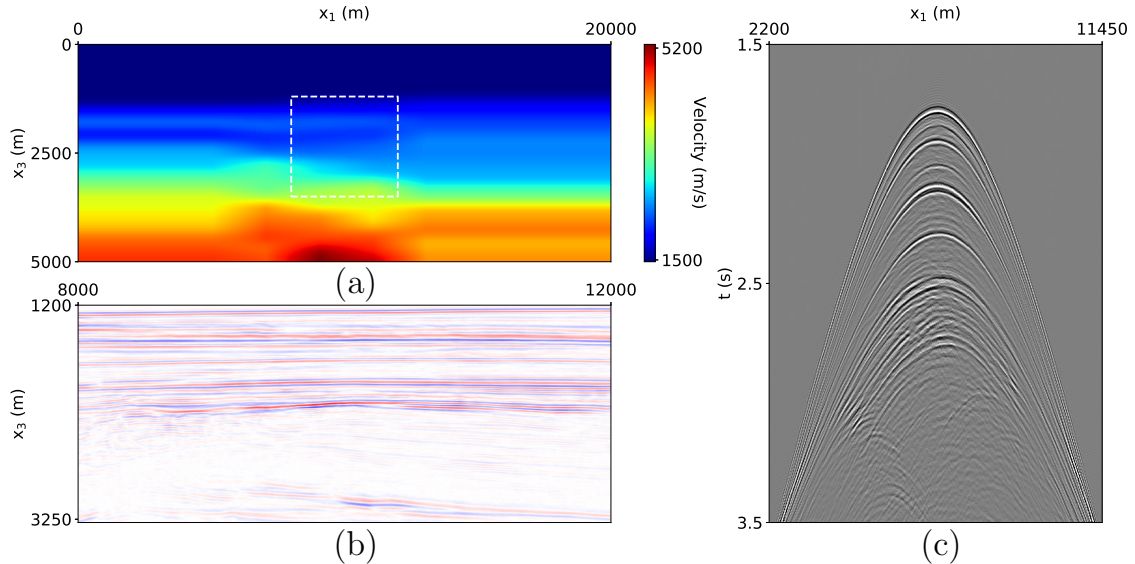 x1 (m)
0 20000
0
2500
5000
x3 (m)
5200
1500
Velocity (m/s)
(a)
8000 12000
1200
3250
x3 (m)
(b)
x1 (m)
2200 11450
1.5
2.5
3.5
t (s)
(c)